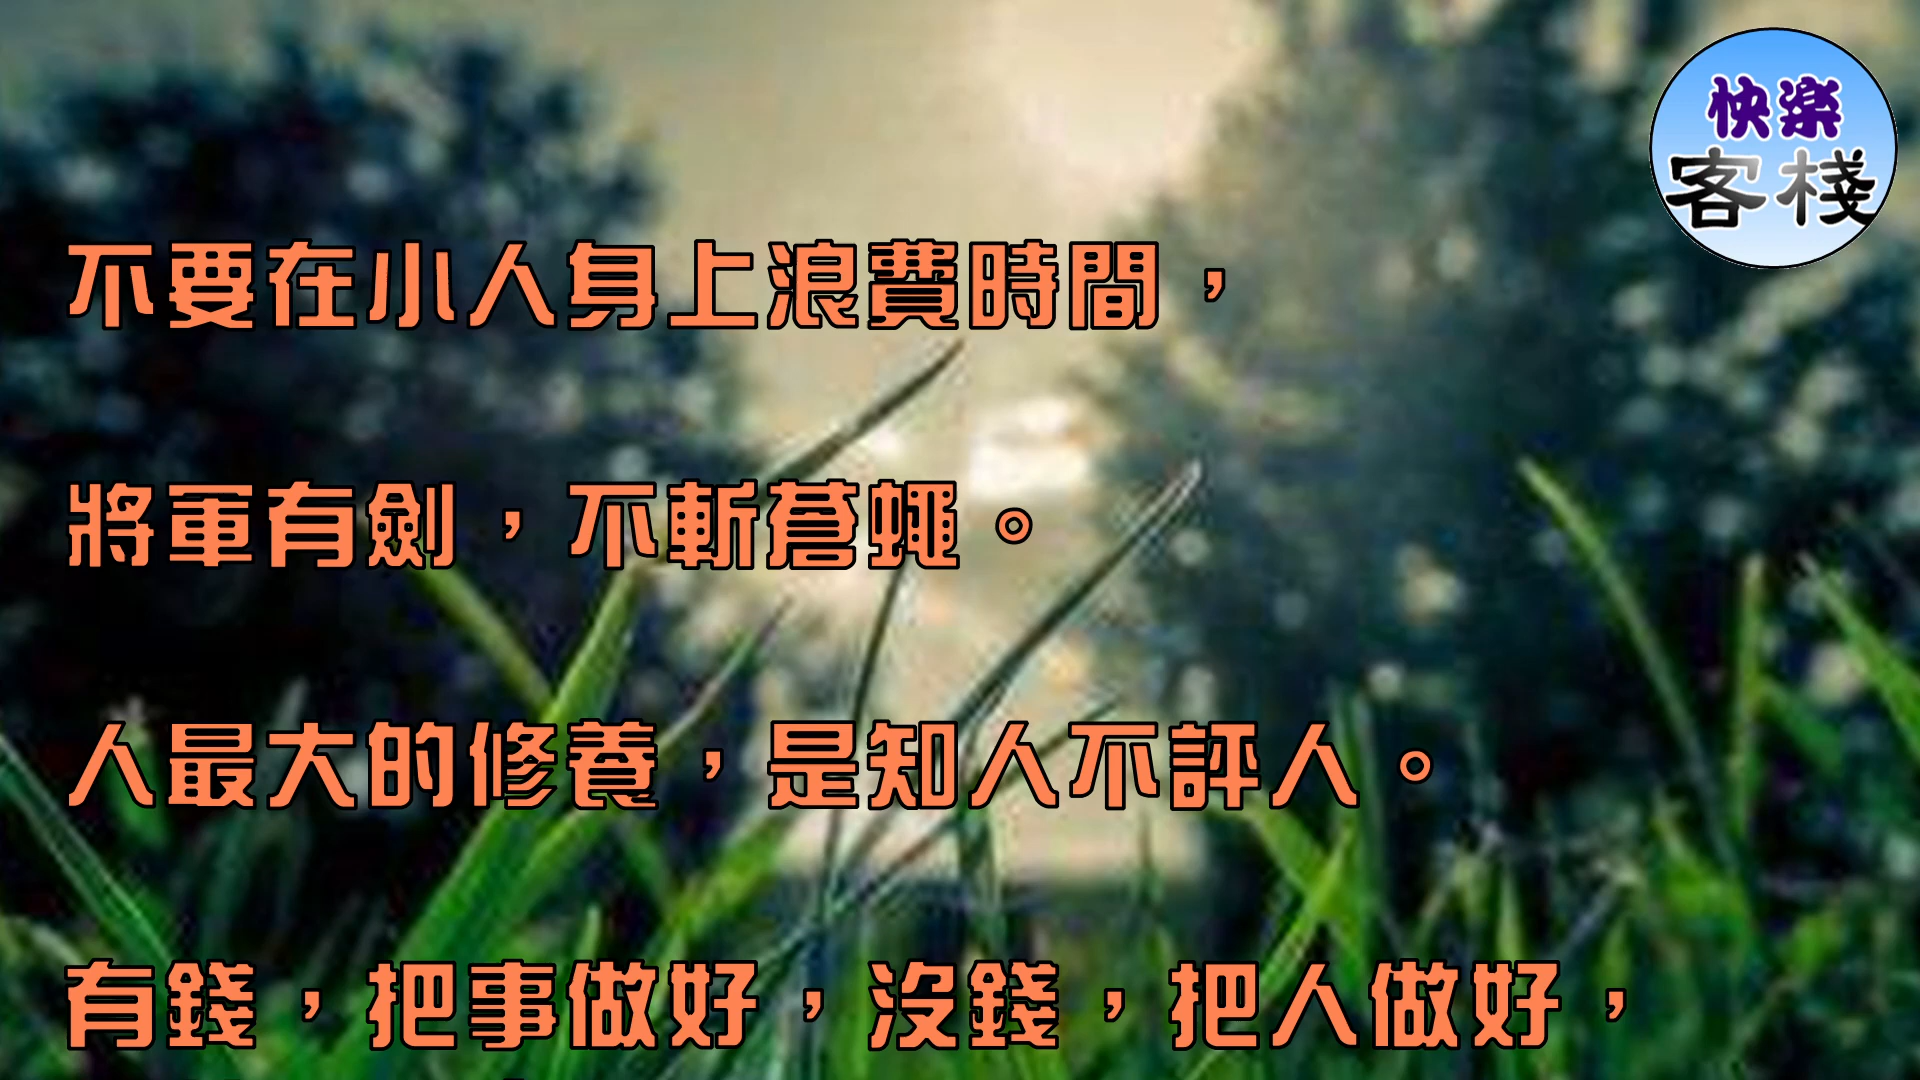 快樂
客棧
不要在小人身上浪費時間，
將軍有劍，不斬蒼蠅。
人最大的修養，是知人不評人。
有錢，把事做好，沒錢，把人做好，